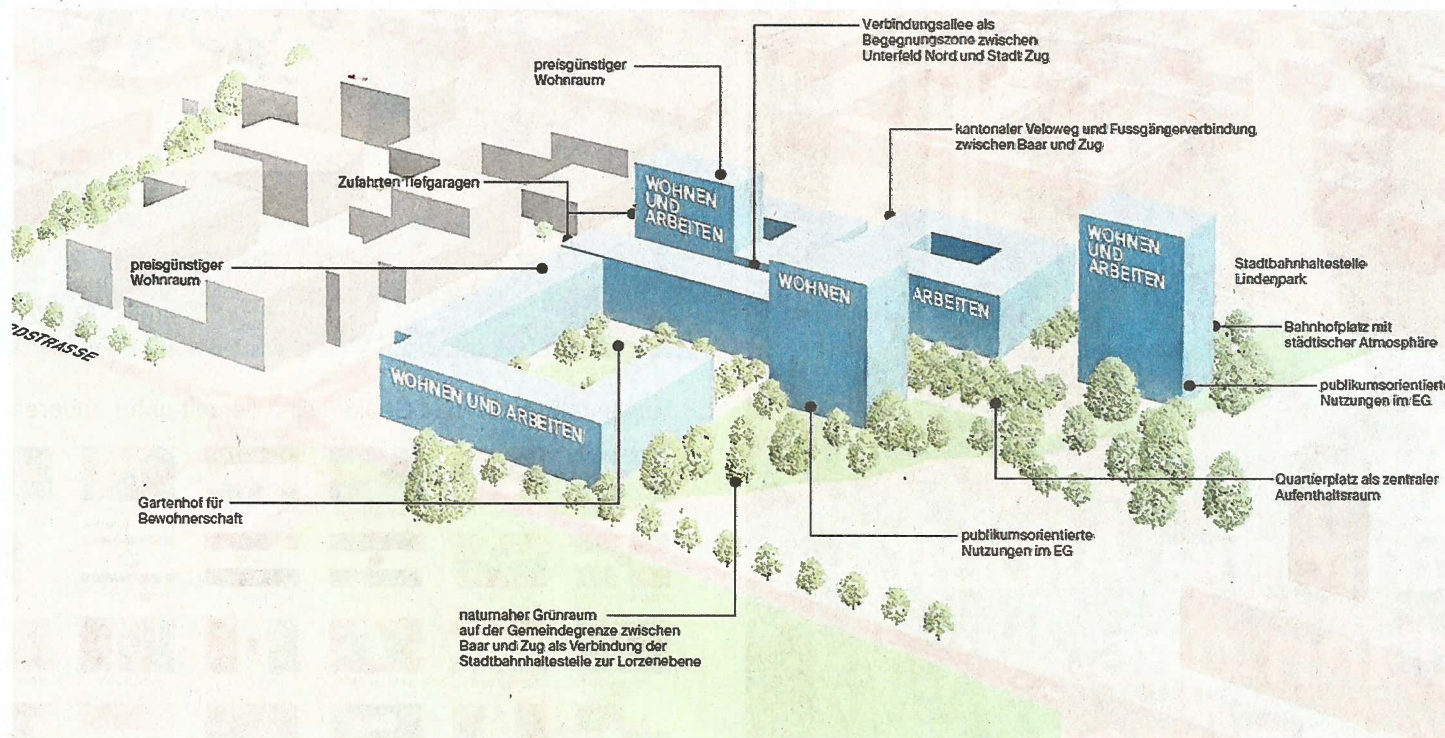 Verbindungsallee als
Begegnungszone zwischen
Unterfeld Nord und Stadt Zug
preisgünstiger
Wohnraum
kantonaler Veloweg und Fussgängerverbindung
zwischen Baar und Zug
Zufahrten Tiefgaragen
WOHNEN
UND
ARBEITEN
preisgünstiger
Wohnraum
WOHNEN
ARBEITEN
WOHNEN
UND
ARBEITEN
Stadtbahnhaltestelle
Lindenpark
RDSTRASSE
Bahnhofplatz mit
städtischer Atmosphäre
WOHNEN UND ARBEITEN
publikumsorientierte
Nutzungen im EG
Gartenhof für
Bewohnerschaft
Quartierplatz als zentraler
Aufenthaltsraum
publikumsorientierte
Nutzungen im EG
naturnaher Grünraum
auf der Gemeindegrenze zwischen
Baar und Zug als Verbindung der
Stadtbahnhaltestelle zur Lorzenebene